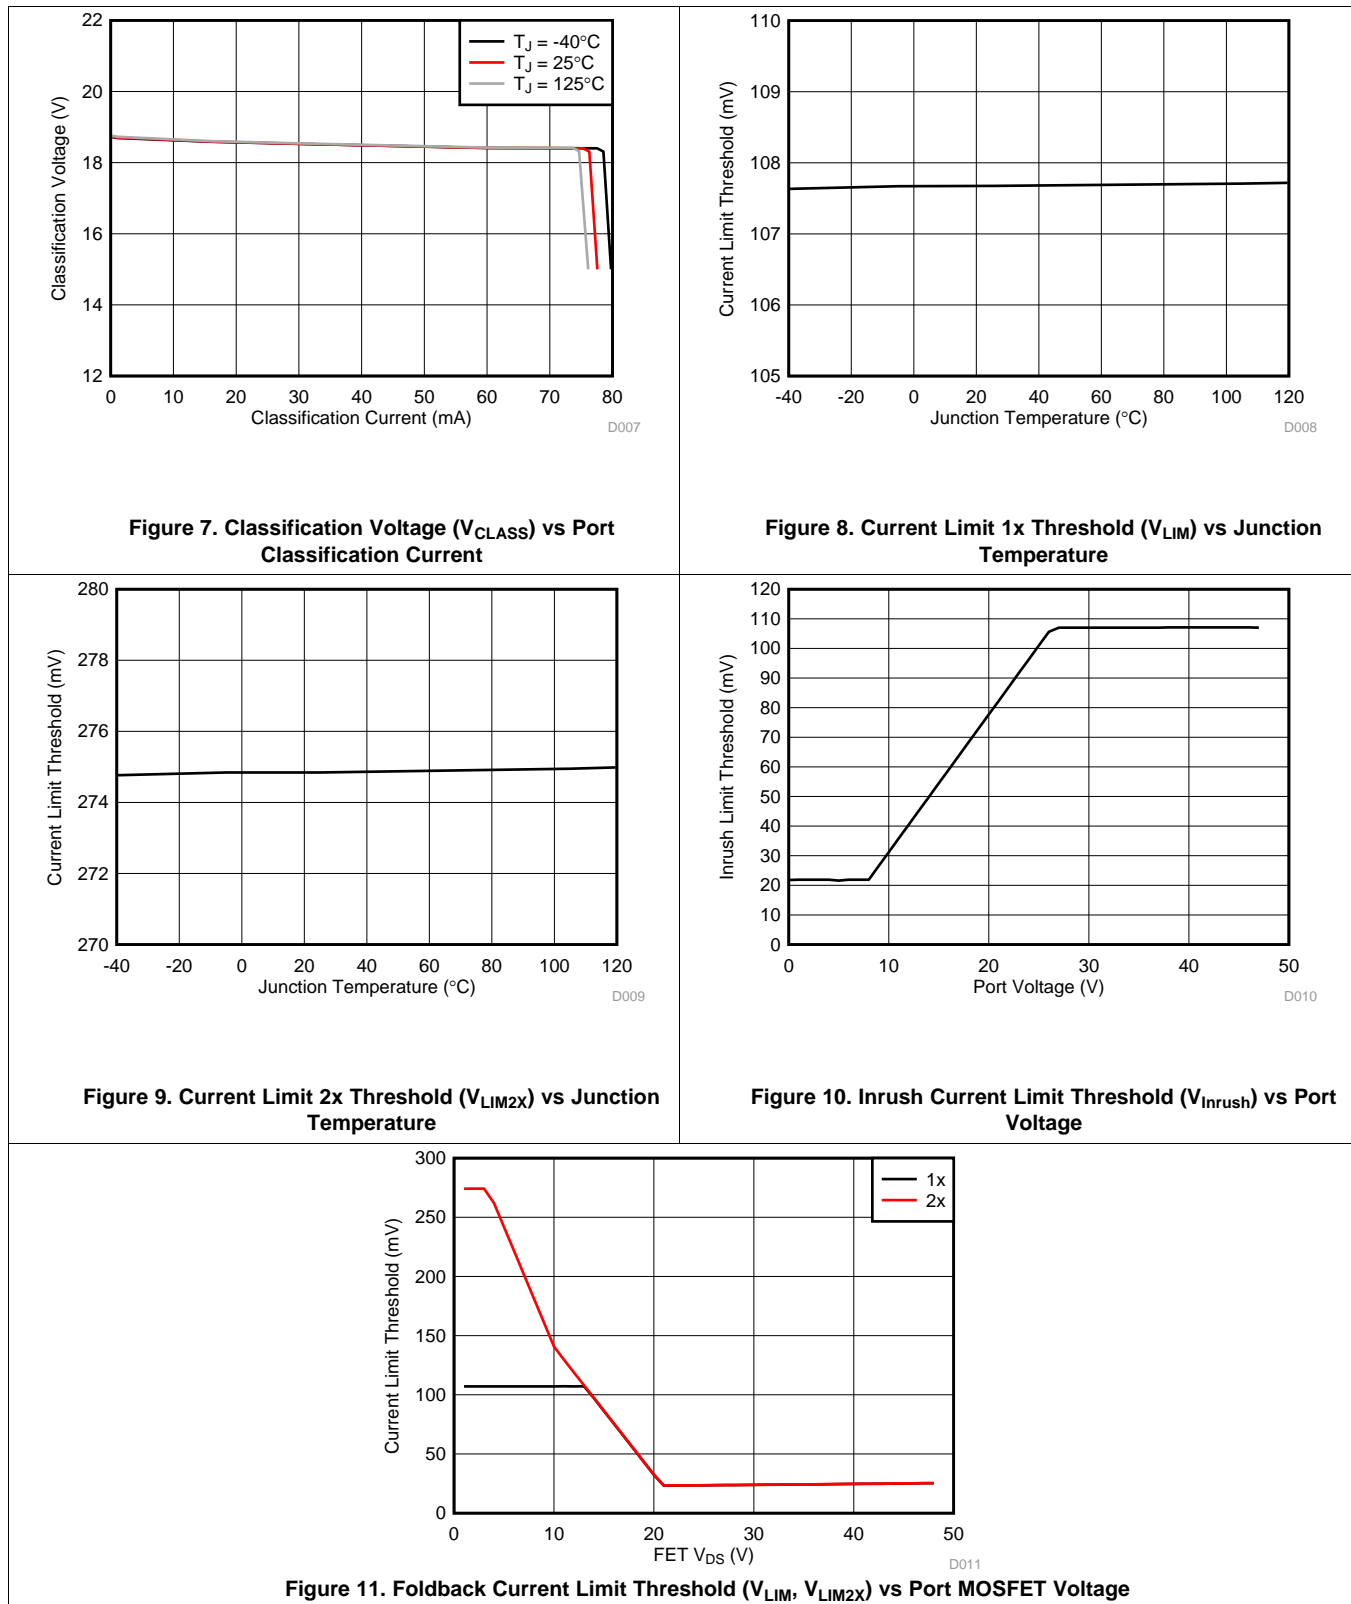 22
20
18
16
14
12
0 10 20 30 40 50 60 70 80
Classification Voltage (V)
Classification Current (mA)
TJ = -40°C
TJ = 25°C
TJ = 125°C
D007
Figure 7. Classification Voltage (VCLASS) vs Port
Classification Current
110
109
108
107
106
105
-40 -20 0 20 40 60 80 100 120
Current Limit Threshold (mV)
Junction Temperature (°C)
D008
Figure 8. Current Limit 1x Threshold (VLIM) vs Junction
Temperature
280
278
276
274
272
270
-40 -20 0 20 40 60 80 100 120
Current Limit Threshold (mV)
Junction Temperature (°C)
D009
Figure 9. Current Limit 2x Threshold (VLIM2X) vs Junction
Temperature
120
110
100
90
80
70
60
50
40
30
20
10
0
0 10 20 30 40 50
Inrush Limit Threshold (mV)
Port Voltage (V)
D010
Figure 10. Inrush Current Limit Threshold (VInrush) vs Port
Voltage
300
250
200
150
100
50
0
0 10 20 30 40 50
Current Limit Threshold (mV)
FET VDS (V)
1x
2x
D011
Figure 11. Foldback Current Limit Threshold (VLIM, VLIM2X) vs Port MOSFET Voltage